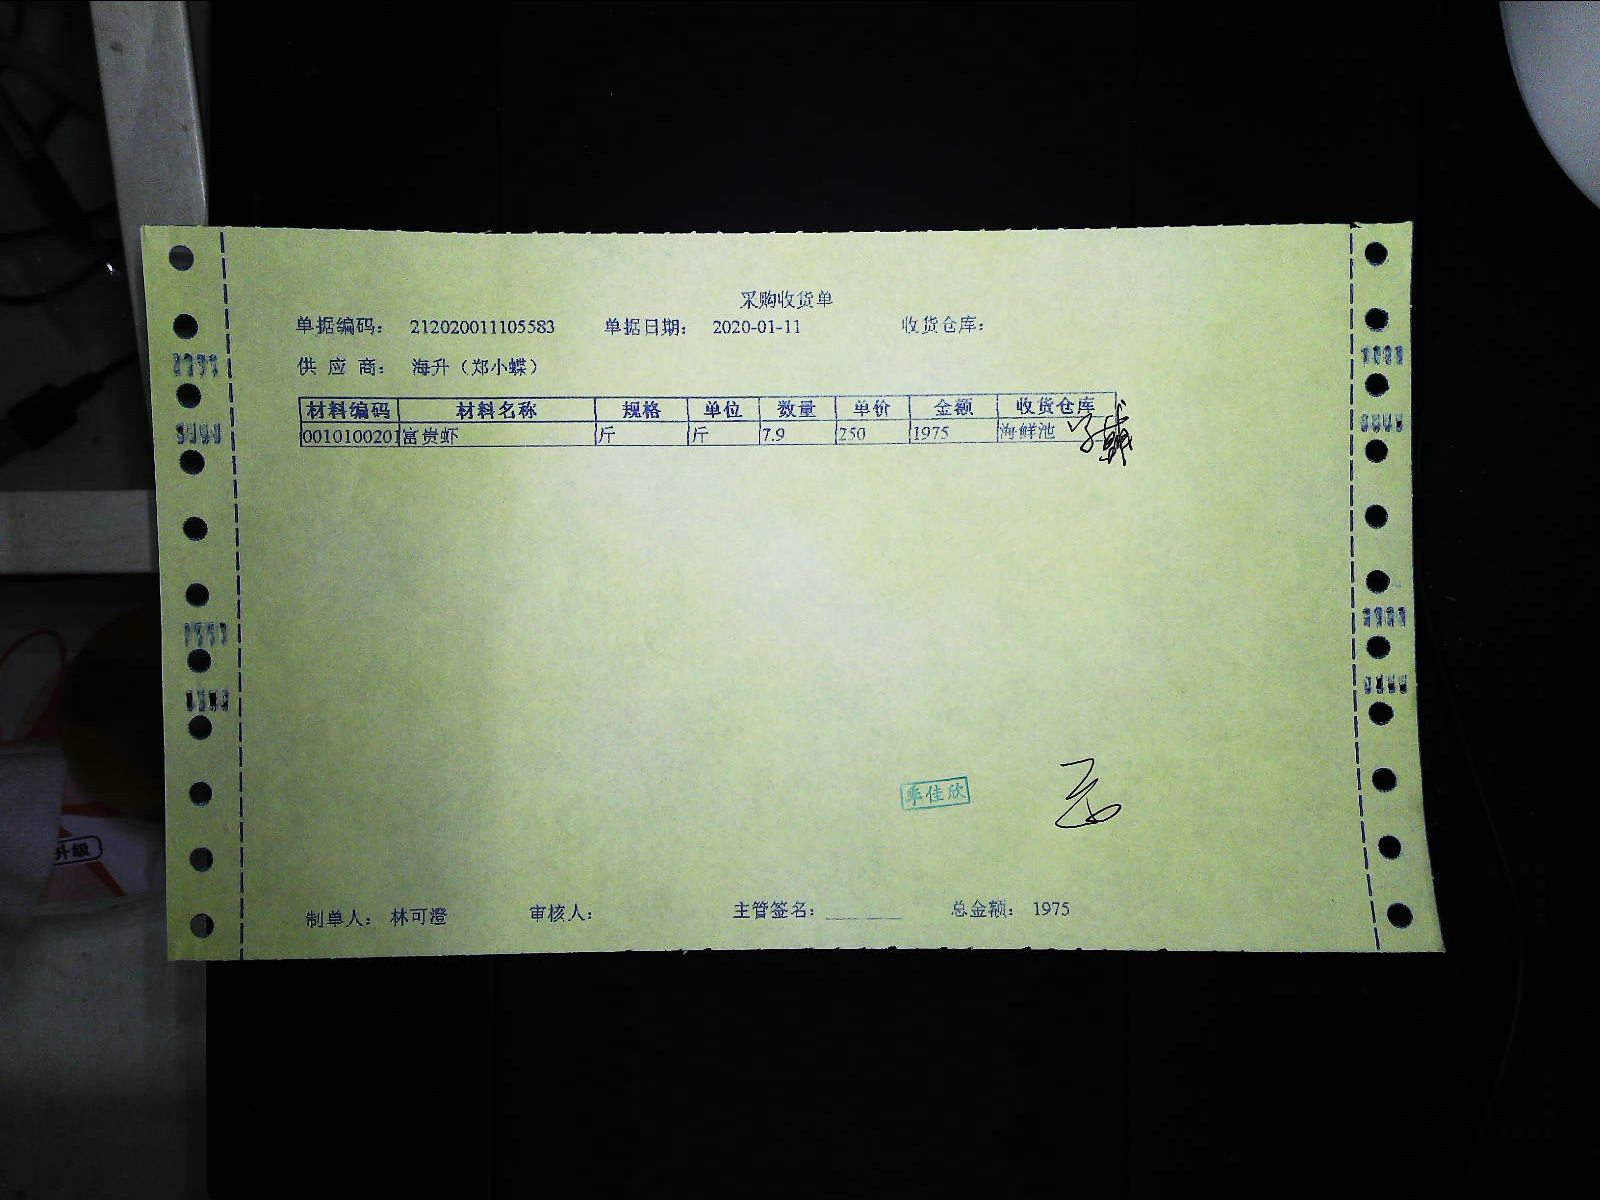 采购收货单
单据编码： 212020011105583 单据日期： 2020-01-11 收货仓库：
供 应 商： 海升（郑小蝶）
材料编码 材料名称 规格 单位 数量 单价 金额 收货仓库
0010100201 富贵虾 斤 斤 7.9 250 1975 海鲜池
佳欣
制单人： 林可澄 审核人： 主管签名：________ 总金额： 1975
升級